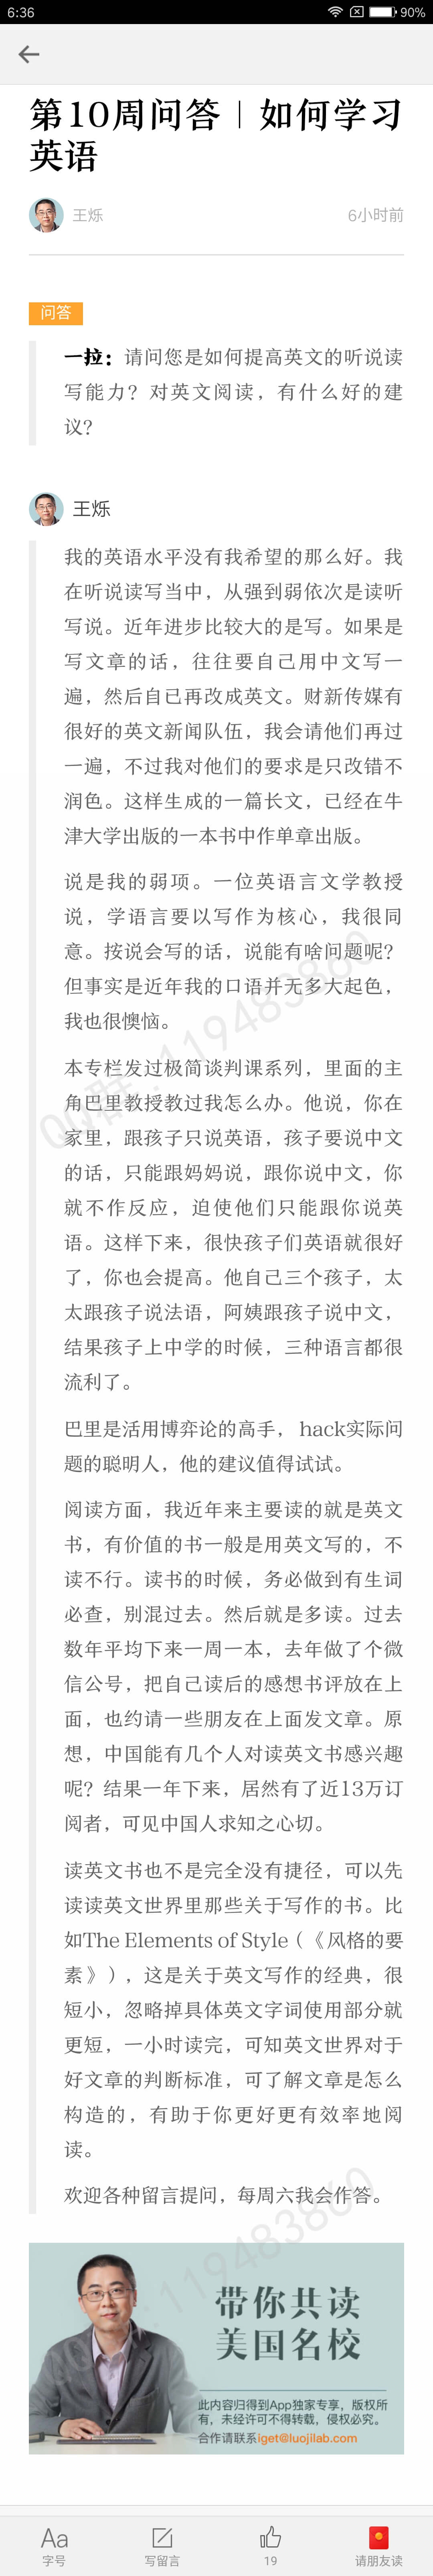 6:36
90%
第10周问答｜如何学习
英语
王烁
6小时前
问答
一拉：请问您是如何提高英文的听说读
写能力？对英文阅读，有什么好的建
议？
王烁
我的英语水平没有我希望的那么好。我
在听说读写当中，从强到弱依次是读听
写说。近年进步比较大的是写。如果是
写文章的话，往往要自己用中文写一
遍，然后自己再改成英文。财新传媒有
很好的英文新闻队伍，我会请他们再过
一遍，不过我对他们的要求是只改错不
润色。这样生成的一篇长文，已经在牛
津大学出版的一本书中作单章出版。
说是我的弱项。一位英语言文学教授
说，学语言要以写作为核心，我很同
意。按说会写的话，说能有啥问题呢？
但事实是近年我的口语并无多大起色，
我也很懊恼。
本专栏发过极简谈判课系列，里面的主
角巴里教授教过我怎么办。他说，你在
家里，跟孩子只说英语，孩子要说中文
的话，只能跟妈妈说，跟你说中文，你
就不作反应，迫使他们只能跟你说英
语。这样下来，很快孩子们英语就很好
了，你也会提高。他自己三个孩子，太
太跟孩子说法语，阿姨跟孩子说中文，
结果孩子上中学的时候，三种语言都很
流利了。
巴里是活用博弈论的高手， hack实际问
题的聪明人，他的建议值得试试。
阅读方面，我近年来主要读的就是英文
书，有价值的书一般是用英文写的，不
读不行。读书的时候，务必做到有生词
必查，别混过去。然后就是多读。过去
数年平均下来一周一本，去年做了个微
信公号，把自己读后的感想书评放在上
面，也约请一些朋友在上面发文章。原
想，中国能有几个人对读英文书感兴趣
呢？结果一年下来，居然有了近13万订
阅者，可见中国人求知之心切。
读英文书也不是完全没有捷径，可以先
读读英文世界里那些关于写作的书。比
如The Elements of Style（《风格的要
素》），这是关于英文写作的经典，很
短小，忽略掉具体英文字词使用部分就
更短，一小时读完，可知英文世界对于
好文章的判断标准，可了解文章是怎么
构造的，有助于你更好更有效率地阅
读。
欢迎各种留言提问，每周六我会作答。
QQ群：119483860
：119483860
带你共读
美国名校
此内容归得到App独家专享，版权所
有，未经许可不得转载，侵权必究。
合作请联系iget@luojilab.com
Aa
字号
写留言
19
请朋友读